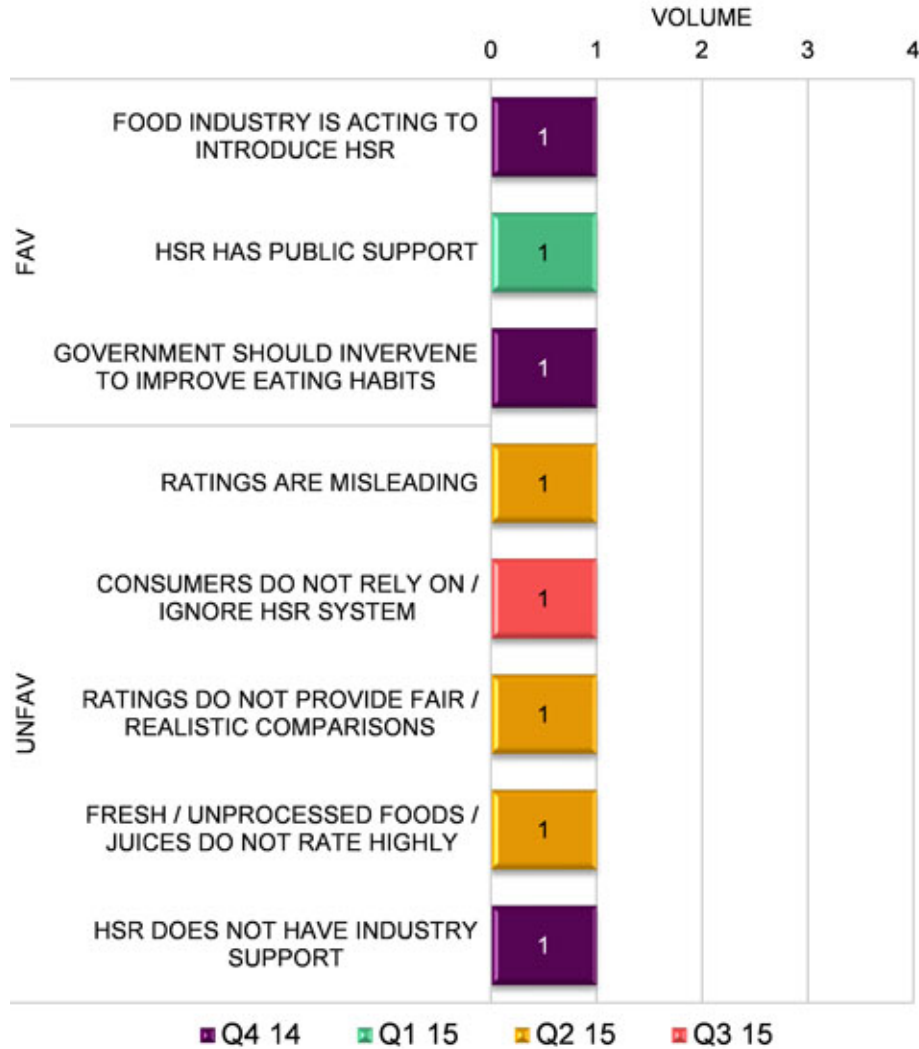 VOLUME
0 1 2 3 4
FAV
FOOD INDUSTRY IS ACTING TO
INTRODUCE HSR
1
HSR HAS PUBLIC SUPPORT
1
GOVERNMENT SHOULD INVERVENE
TO IMPROVE EATING HABITS
1
UNFAV
RATINGS ARE MISLEADING
1
CONSUMERS DO NOT RELY ON /
IGNORE HSR SYSTEM
1
RATINGS DO NOT PROVIDE FAIR /
REALISTIC COMPARISONS
1
FRESH / UNPROCESSED FOODS /
JUICES DO NOT RATE HIGHLY
1
HSR DOES NOT HAVE INDUSTRY
SUPPORT
1
Q4 14 Q1 15 Q2 15 Q3 15